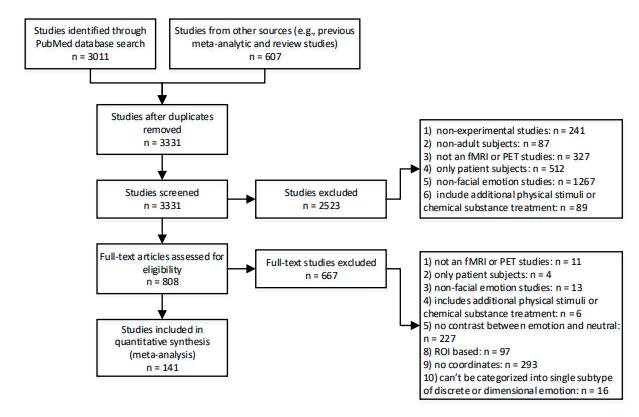 Studies identified through
PubMed database search
n = 3011
Studies from other sources (e.g., previous
meta-analytic and review studies)
n = 607
Studies after duplicates
removed
n = 3331
Studies screened
n = 3331
Studies excluded
n = 2523
1) non-experimental studies: n = 241
2) non-adult subjects: n = 87
3) not an fMRI or PET studies: n = 327
4) only patient subjects: n = 512
5) non-facial emotion studies: n = 1267
6) include additional physical stimuli or
chemical substance treatment: n = 89
Full-text articles assessed for
eligibility
n = 808
Full-text studies excluded
n = 667
1) not an fMRI or PET studies: n = 11
2) only patient subjects: n = 4
3) non-facial emotion studies: n = 13
4) includes additional physical stimuli or
chemical substance treatment: n = 6
5) no contrast between emotion and neutral:
n = 227
8) ROI based: n = 97
9) no coordinates: n = 293
10) can't be categorized into single subtype
of discrete or dimensional emotion: n = 16
Studies included in
quantitative synthesis
(meta-analysis)
n = 141